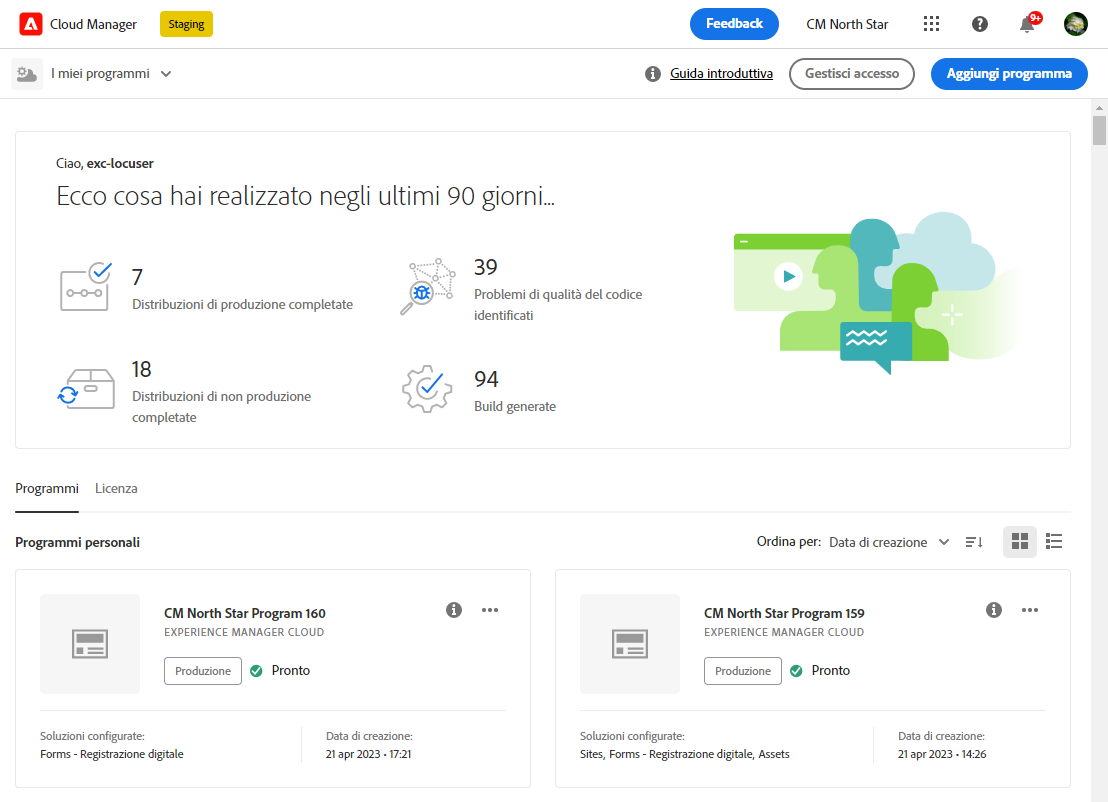 Cloud Manager
Staging
Feedback
CM North Star
9+
I miei programmi
Guida introduttiva
Gestisci accesso
Aggiungi programma
Ciao, exc-locuser
Ecco cosa hai realizzato negli ultimi 90 giorni...
7
Distribuzioni di produzione completate
39
Problemi di qualità del codice
identificati
18
Distribuzioni di non produzione
completate
94
Build generate
Programmi
Licenza
Programmi personali
Ordina per: Data di creazione
CM North Star Program 160
EXPERIENCE MANAGER CLOUD
Produzione
Pronto
Soluzioni configurate:
Forms - Registrazione digitale
Data di creazione:
21 apr 2023 • 17:21
CM North Star Program 159
EXPERIENCE MANAGER CLOUD
Produzione
Pronto
Soluzioni configurate:
Sites, Forms - Registrazione digitale, Assets
Data di creazione:
21 apr 2023 • 14:26